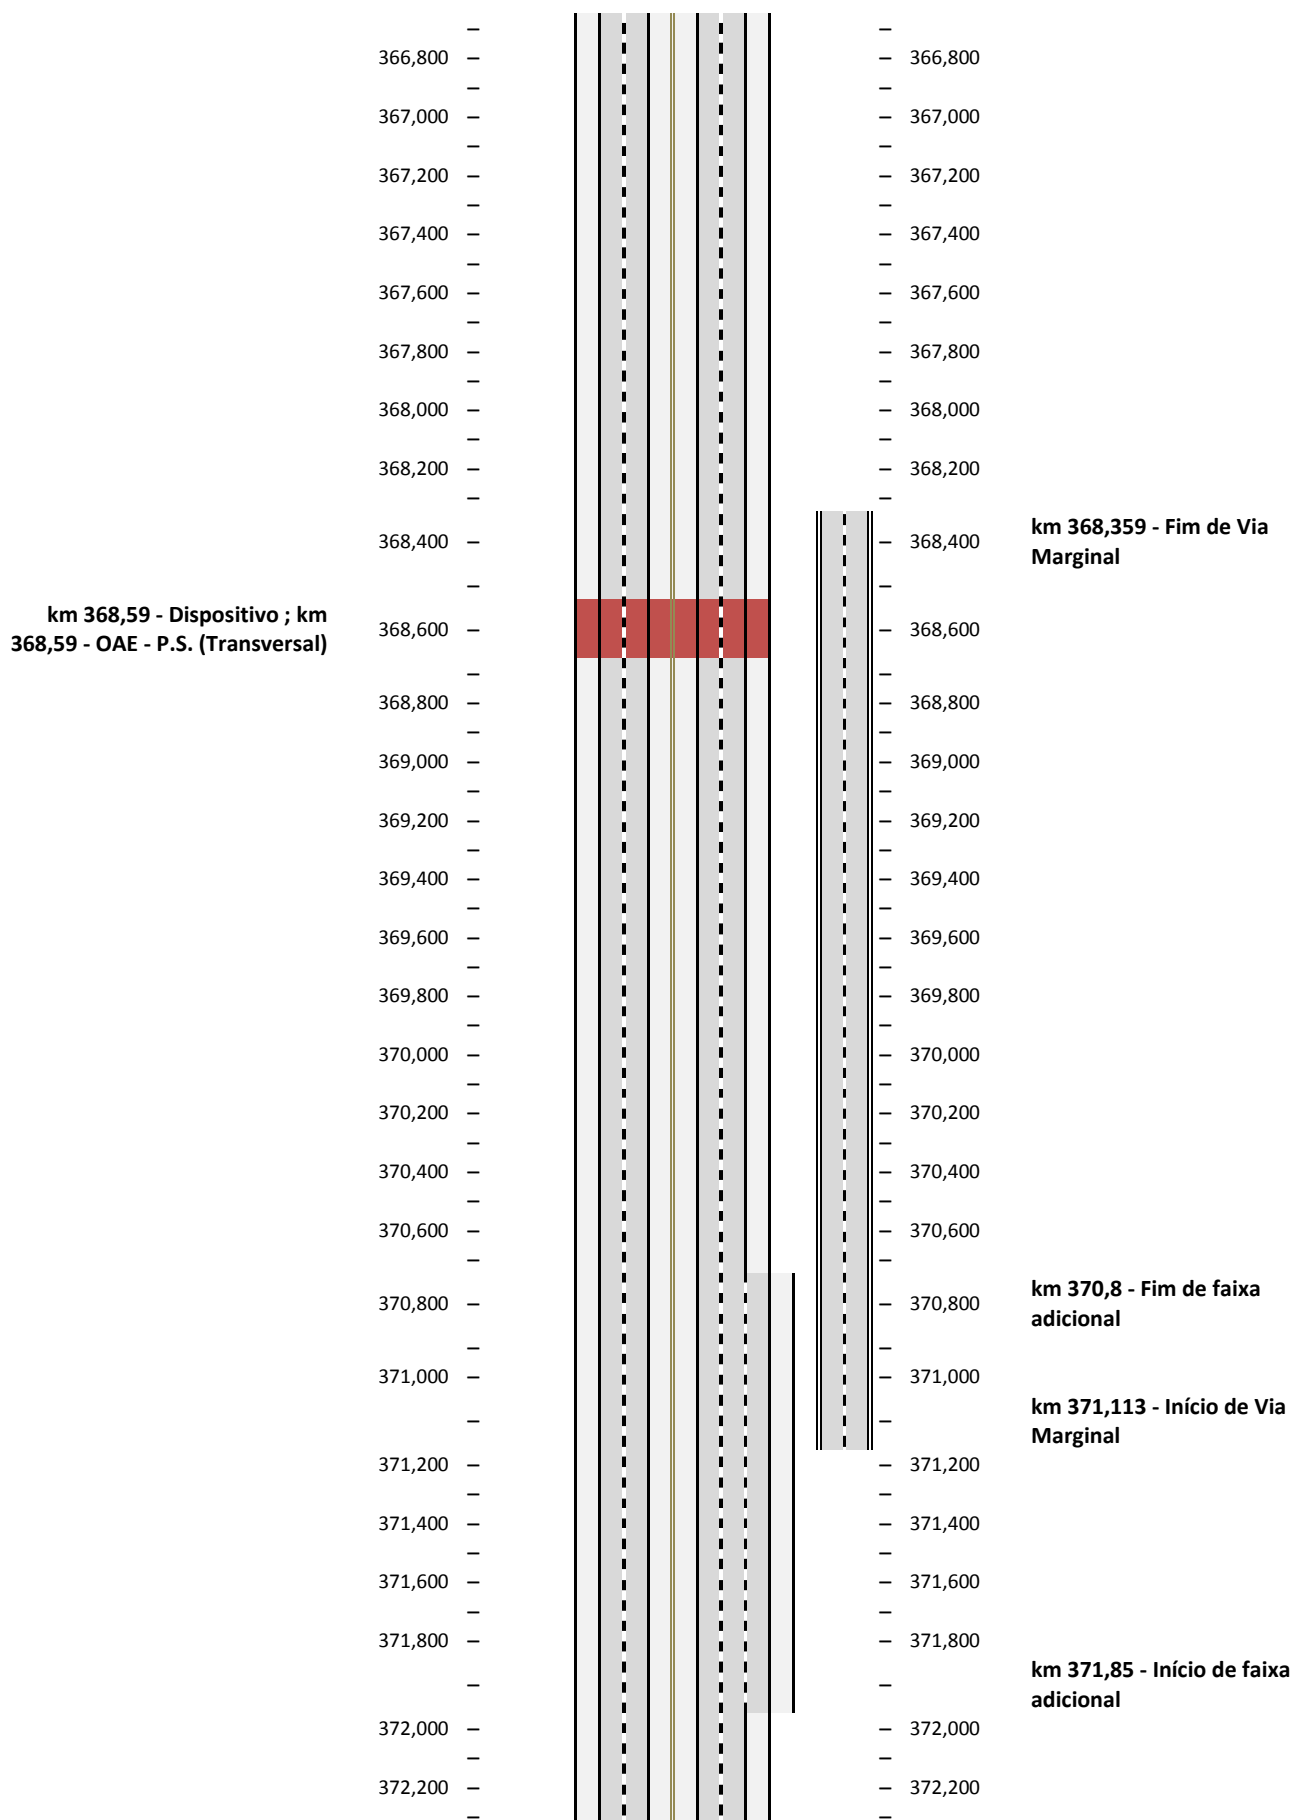 366,800 366,800
367,000 367,000
367,200 367,200
367,400 367,400
367,600 367,600
367,800 367,800
368,000 368,000
368,200 368,200
km 368,359 - Fim de Via
Marginal
368,400 368,400
km 368,59 - Dispositivo ; km
368,59 - OAE - P.S. (Transversal)
368,600 368,600
368,800 368,800
369,000 369,000
369,200 369,200
369,400 369,400
369,600 369,600
369,800 369,800
370,000 370,000
370,200 370,200
370,400 370,400
370,600 370,600
km 370,8 - Fim de faixa
adicional
370,800 370,800
371,000 371,000
km 371,113 - Início de Via
Marginal
371,200 371,200
371,400 371,400
371,600 371,600
371,800 371,800
km 371,85 - Início de faixa
adicional
372,000 372,000
372,200 372,200